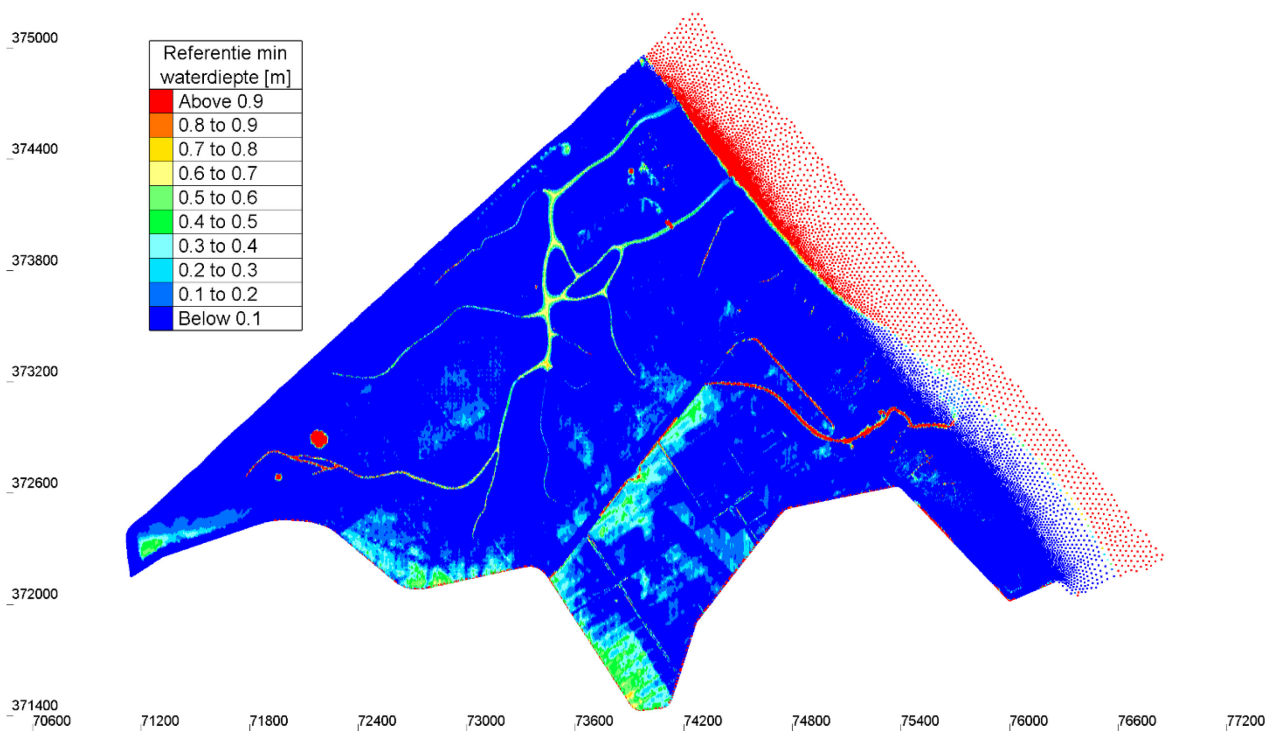 375000
Referentie min
waterdiepte [m]
Above 0.9
0.8 to 0.9
0.7 to 0.8
0.6 to 0.7
0.5 to 0.6
0.4 to 0.5
0.3 to 0.4
0.2 to 0.3
0.1 to 0.2
Below 0.1
374400
373800
373200
372600
372000
371400
70600 71200 71800 72400 73000 73600 74200 74800 75400 76000 76600 77200